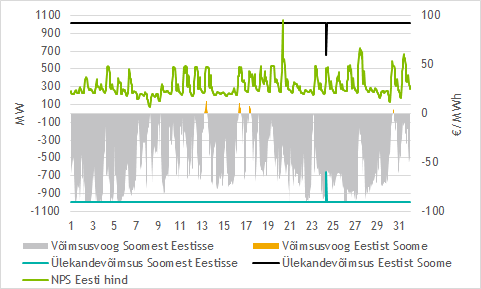 1100
900
700
500
300
100
-100
-300
-500
-700
-900
-1100
MW
100
50
0
-50
-100
€/MWh
1 3 5 7 9 11 13 15 17 19 21 23 25 27 29 31
Võimsusvoog Soomest Eestisse
Võimsusvoog Eestist Soome
Ülekandevõimsus Soomest Eestisse
Ülekandevõimsus Eestist Soome
NPS Eesti hind